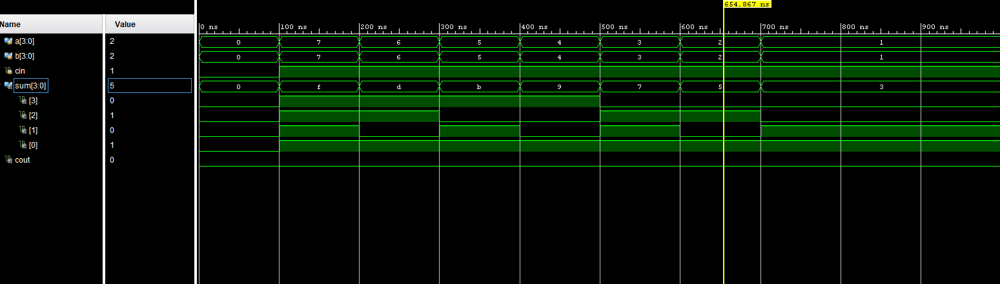 654.867 ns
Name Value
0 ns 100 ns 200 ns 300 ns 400 ns 500 ns 600 ns 700 ns 800 ns 900 ns
a[3:0] 2 0 7 6 5 4 3 2 1
b[3:0] 2 0 7 6 5 4 3 2 1
cin 1
sum[3:0] 5 0 f d b 9 7 5 3
[3] 0
[2] 1
[1] 0
[0] 1
cout 0